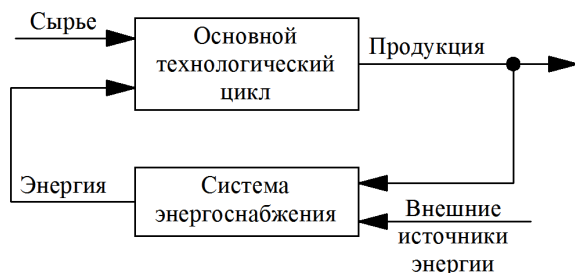 Сырье
Основной
технологический
цикл
Продукция
Энергия
Система
энергоснабжения
Внешние
источники
энергии